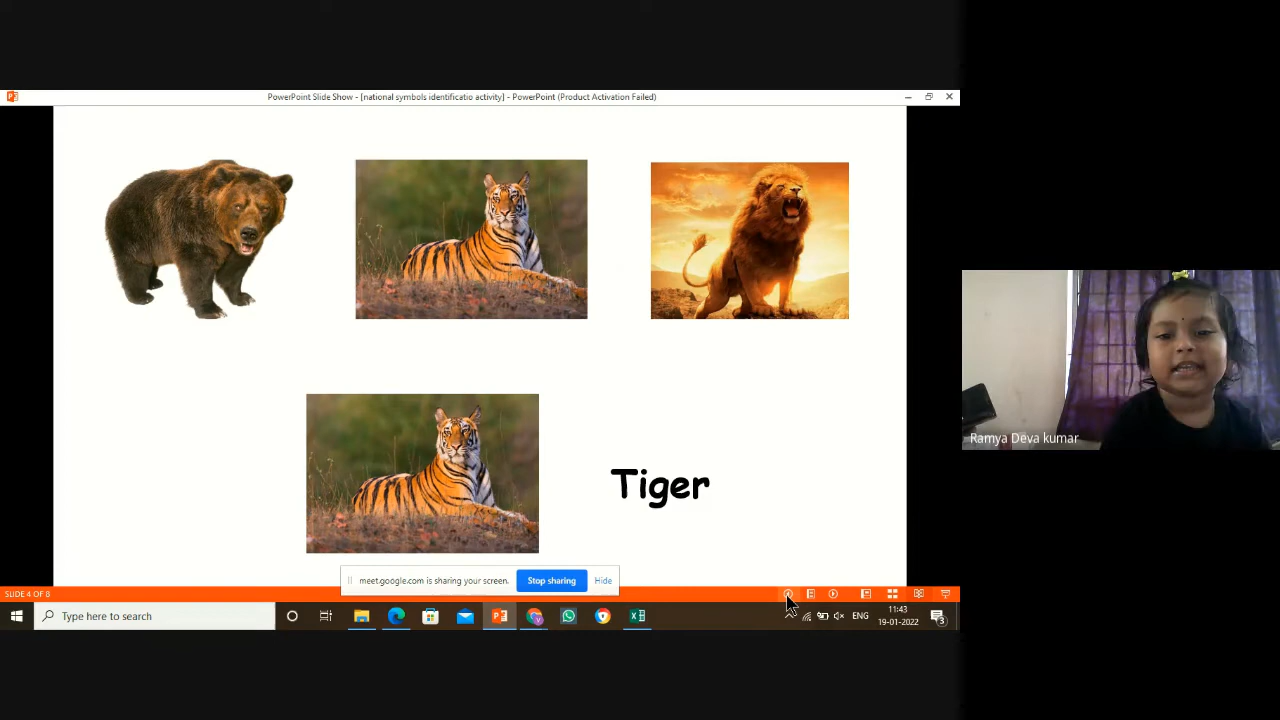 PowerPoint Slide Show - [national symbols identificatio activity] - PowerPoint (Product Activation Failed)
Tiger
Ramya Deva kumar
meet.google.com is sharing your screen.
Stop sharing
Hide
SLIDE 4 OF 8
Type here to search
ENG
11:43
19-01-2022
3